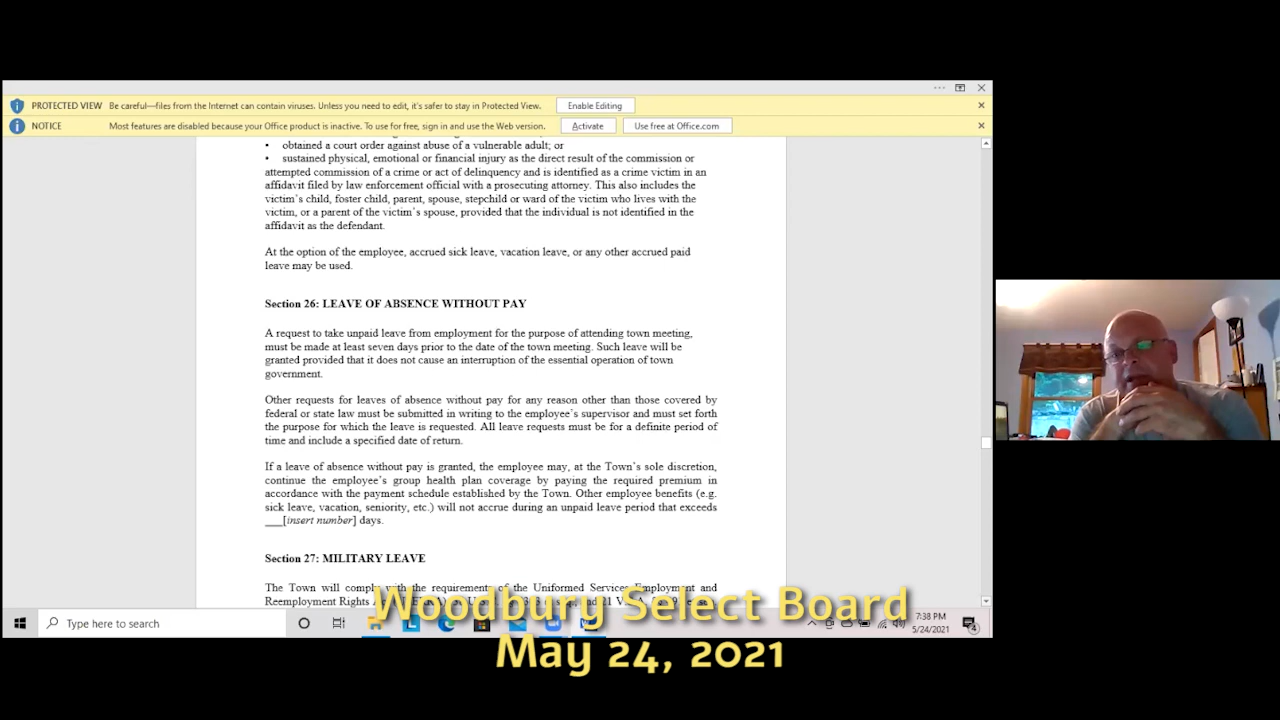 PROTECTED VIEW Be careful—files from the Internet can contain viruses. Unless you need to edit, it's safer to stay in Protected View. Enable Editing
NOTICE Most features are disabled because your Office product is inactive. To use for free, sign in and use the Web version. Activate Use free at Office.com
• obtained a court order against abuse of a vulnerable adult; or
• sustained physical, emotional or financial injury as the direct result of the commission or
attempted commission of a crime or act of delinquency and is identified as a crime victim in an
affidavit filed by law enforcement official with a prosecuting attorney. This also includes the
victim's child, foster child, parent, spouse, stepchild or ward of the victim who lives with the
victim, or a parent of the victim's spouse, provided that the individual is not identified in the
affidavit as the defendant.
At the option of the employee, accrued sick leave, vacation leave, or any other accrued paid
leave may be used.
Section 26: LEAVE OF ABSENCE WITHOUT PAY
A request to take unpaid leave from employment for the purpose of attending town meeting,
must be made at least seven days prior to the date of the town meeting. Such leave will be
granted provided that it does not cause an interruption of the essential operation of town
government.
Other requests for leaves of absence without pay for any reason other than those covered by
federal or state law must be submitted in writing to the employee's supervisor and must set forth
the purpose for which the leave is requested. All leave requests must be for a definite period of
time and include a specified date of return.
If a leave of absence without pay is granted, the employee may, at the Town's sole discretion,
continue the employee's group health plan coverage by paying the required premium in
accordance with the payment schedule established by the Town. Other employee benefits (e.g.
sick leave, vacation, seniority, etc.) will not accrue during an unpaid leave period that exceeds
___[insert number] days.
Section 27: MILITARY LEAVE
The Town will comply with the requirements of the Uniformed Services Employment and
Reemployment Rights
Type here to search
7:38 PM
5/24/2021
4
Woodbury Select Board
May 24, 2021